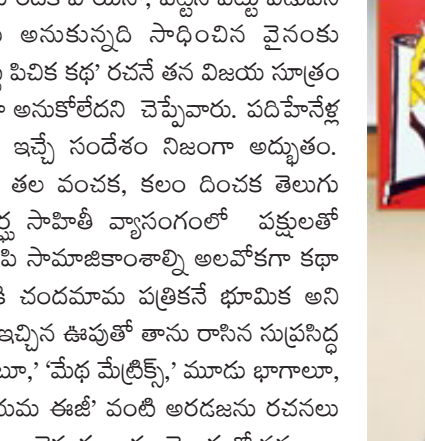 అనుకున్నది సాధించిన వైనంకు
పిచిక కథ’ రచనే తన విజయ సూత్రం
అనుకోలేదని చెప్పేవారు. పదిహేనేళ్ల
ఇచ్చే సందేశం నిజంగా అద్భుతం.
తల వంచక, కలం దించక తెలుగు
సాహితీ వ్యాసంగంలో పక్షులతో
సామాజికాంశాల్ని అలవోకగా కథా
చందమామ పత్రికనే భూమిక అని
ఇచ్చిన ఊపుతో తాను రాసిన సుప్రసిద్ధ
‘మేథ మేట్రిక్స్,’ మూడు భాగాలూ,
ఈజీ’ వంటి అరడజను రచనలు